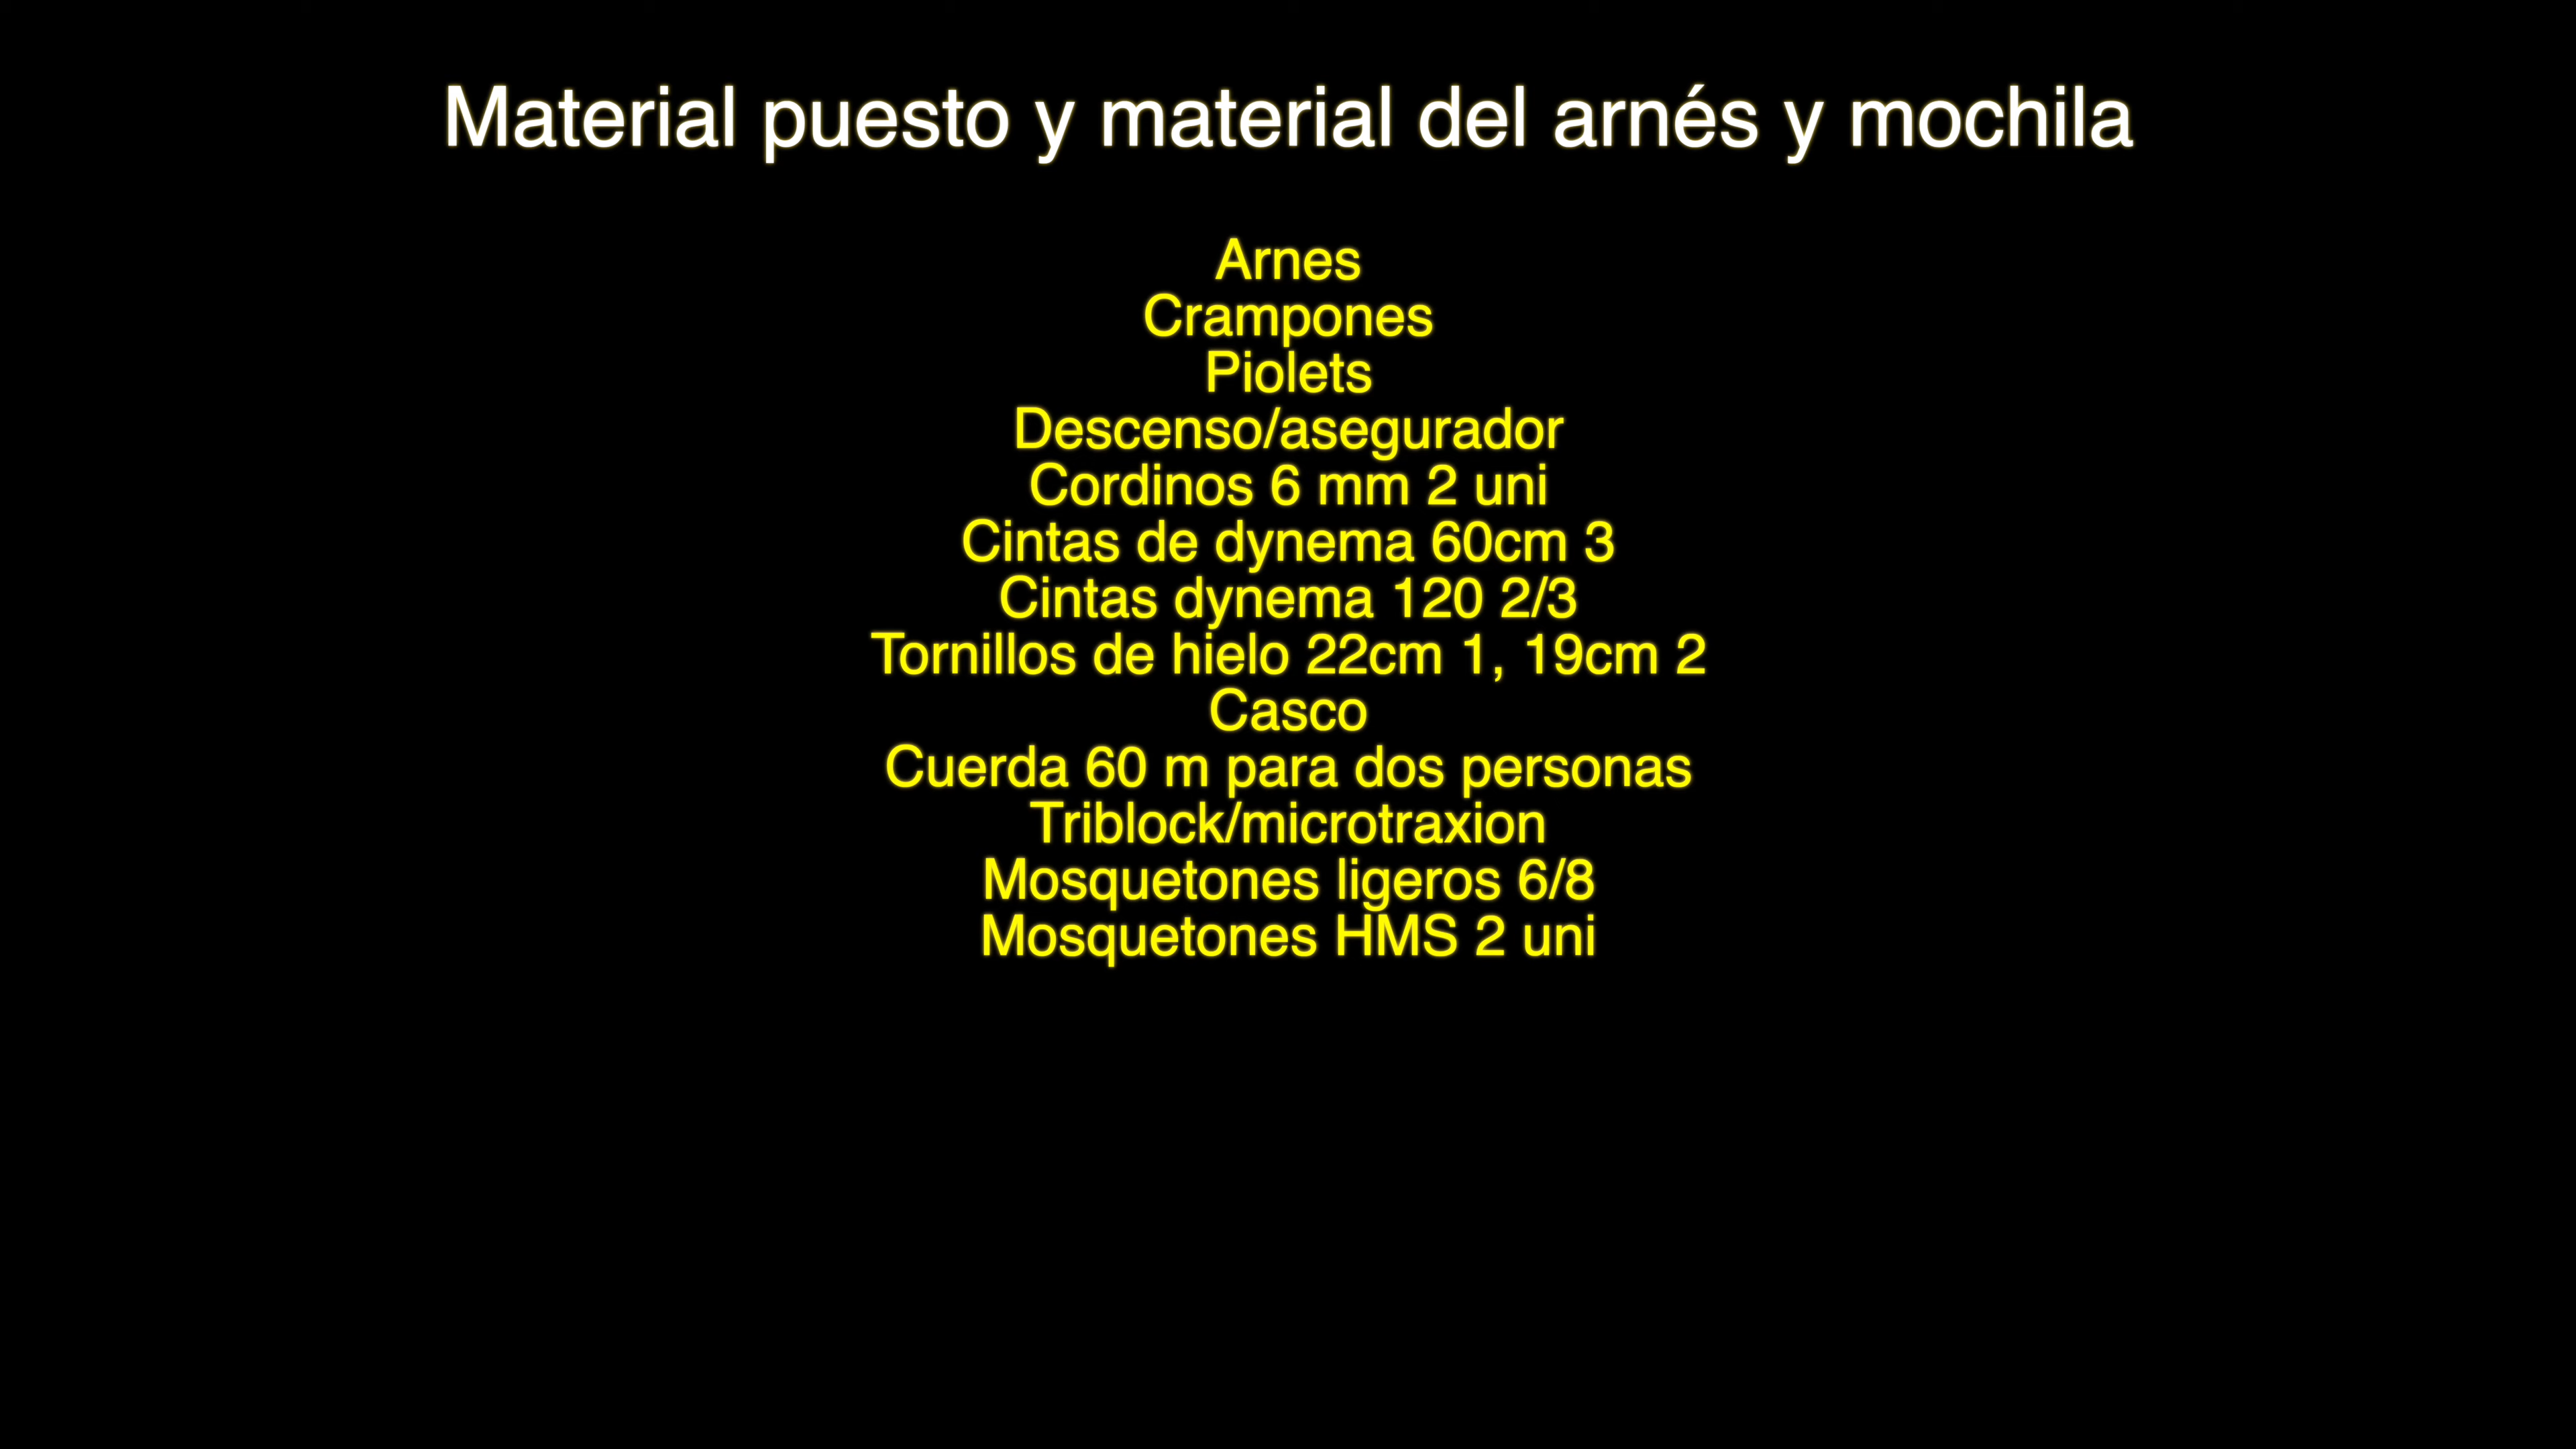 Material puesto y material del arnés y mochila
Arnes
Crampones
Piolets
Descenso/asegurador
Cordinos 6 mm 2 uni
Cintas de dynema 60cm 3
Cintas dynema 120 2/3
Tornillos de hielo 22cm 1, 19cm 2
Casco
Cuerda 60 m para dos personas
Triblock/microtraxion
Mosquetones ligeros 6/8
Mosquetones HMS 2 uni